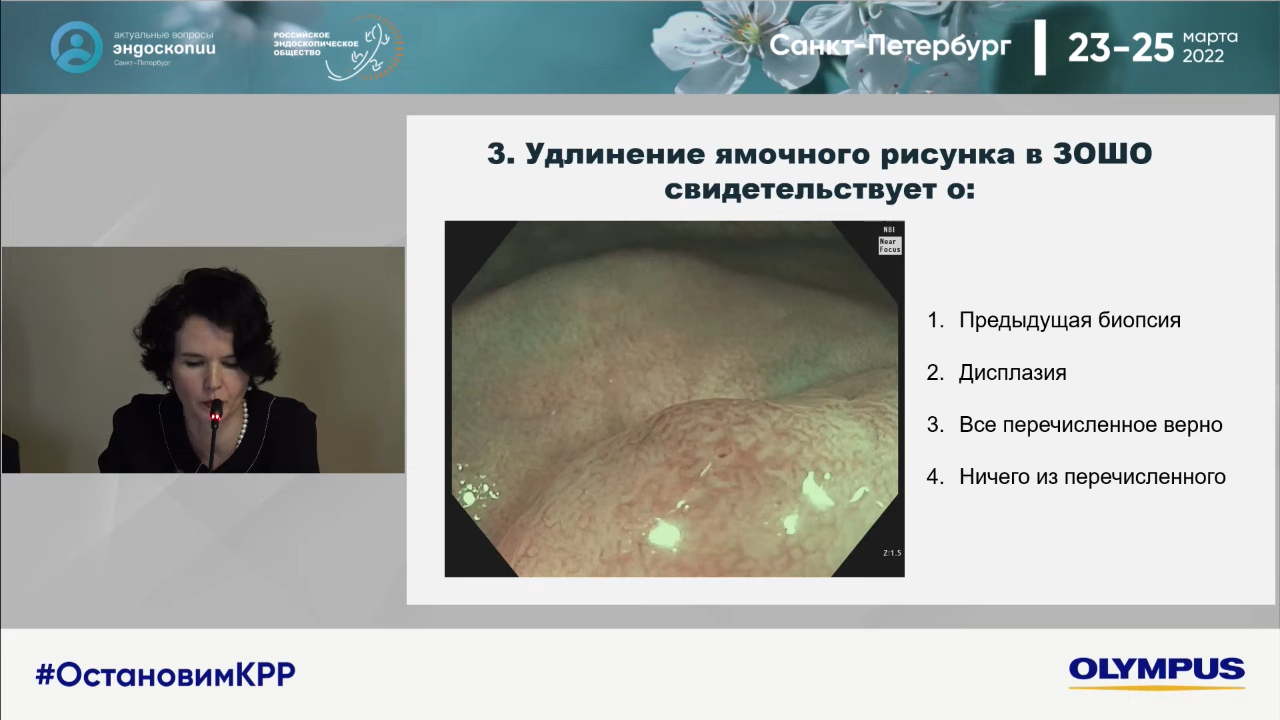 актуальные вопросы
эндоскопии
Санкт-Петербург
РОССИЙСКОЕ
ЭНДОСКОПИЧЕСКОЕ
ОБЩЕСТВО
Санкт-Петербург
23-25
марта
2022
3. Удлинение ямочного рисунка в ЗОШО
свидетельствует о:
NBI
Near
Focus
Z:1.5
1. Предыдущая биопсия
2. Дисплазия
3. Все перечисленное верно
4. Ничего из перечисленного
#ОстановимКРР
OLYMPUS